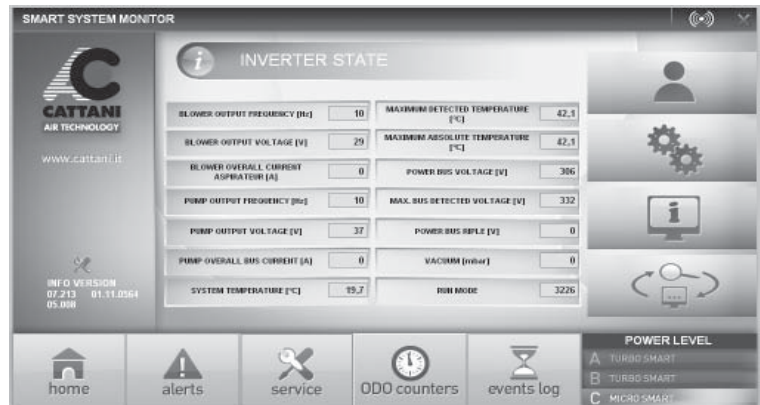 SMART SYSTEM MONITOR
INVERTER STATE
CATTANI
AIR TECHNOLOGY
www.cattani.it
BLOWER OUTPUT FREQUENCY [Hz] 10
MAXIMUM DETECTED TEMPERATURE [°C] 42,1
BLOWER OUTPUT VOLTAGE [V] 29
MAXIMUM ABSOLUTE TEMPERATURE [°C] 42,1
BLOWER OVERALL CURRENT ASPIRATEUR [A] 0
POWER BUS VOLTAGE [V] 306
PUMP OUTPUT FREQUENCY [Hz] 10
MAX. BUS DETECTED VOLTAGE [V] 332
PUMP OUTPUT VOLTAGE [V] 37
POWER BUS RIPLE [V] 0
PUMP OVERALL BUS CURRENT [A] 0
VACUUM [mbar] 0
SYSTEM TEMPERATURE [°C] 19,7
RUN MODE 3226
INFO VERSION
07.213 01.11.0364
05.008
home
alerts
service
ODO counters
events log
POWER LEVEL
A TURBO SMART
B TURBO SMART
C MICRO SMART